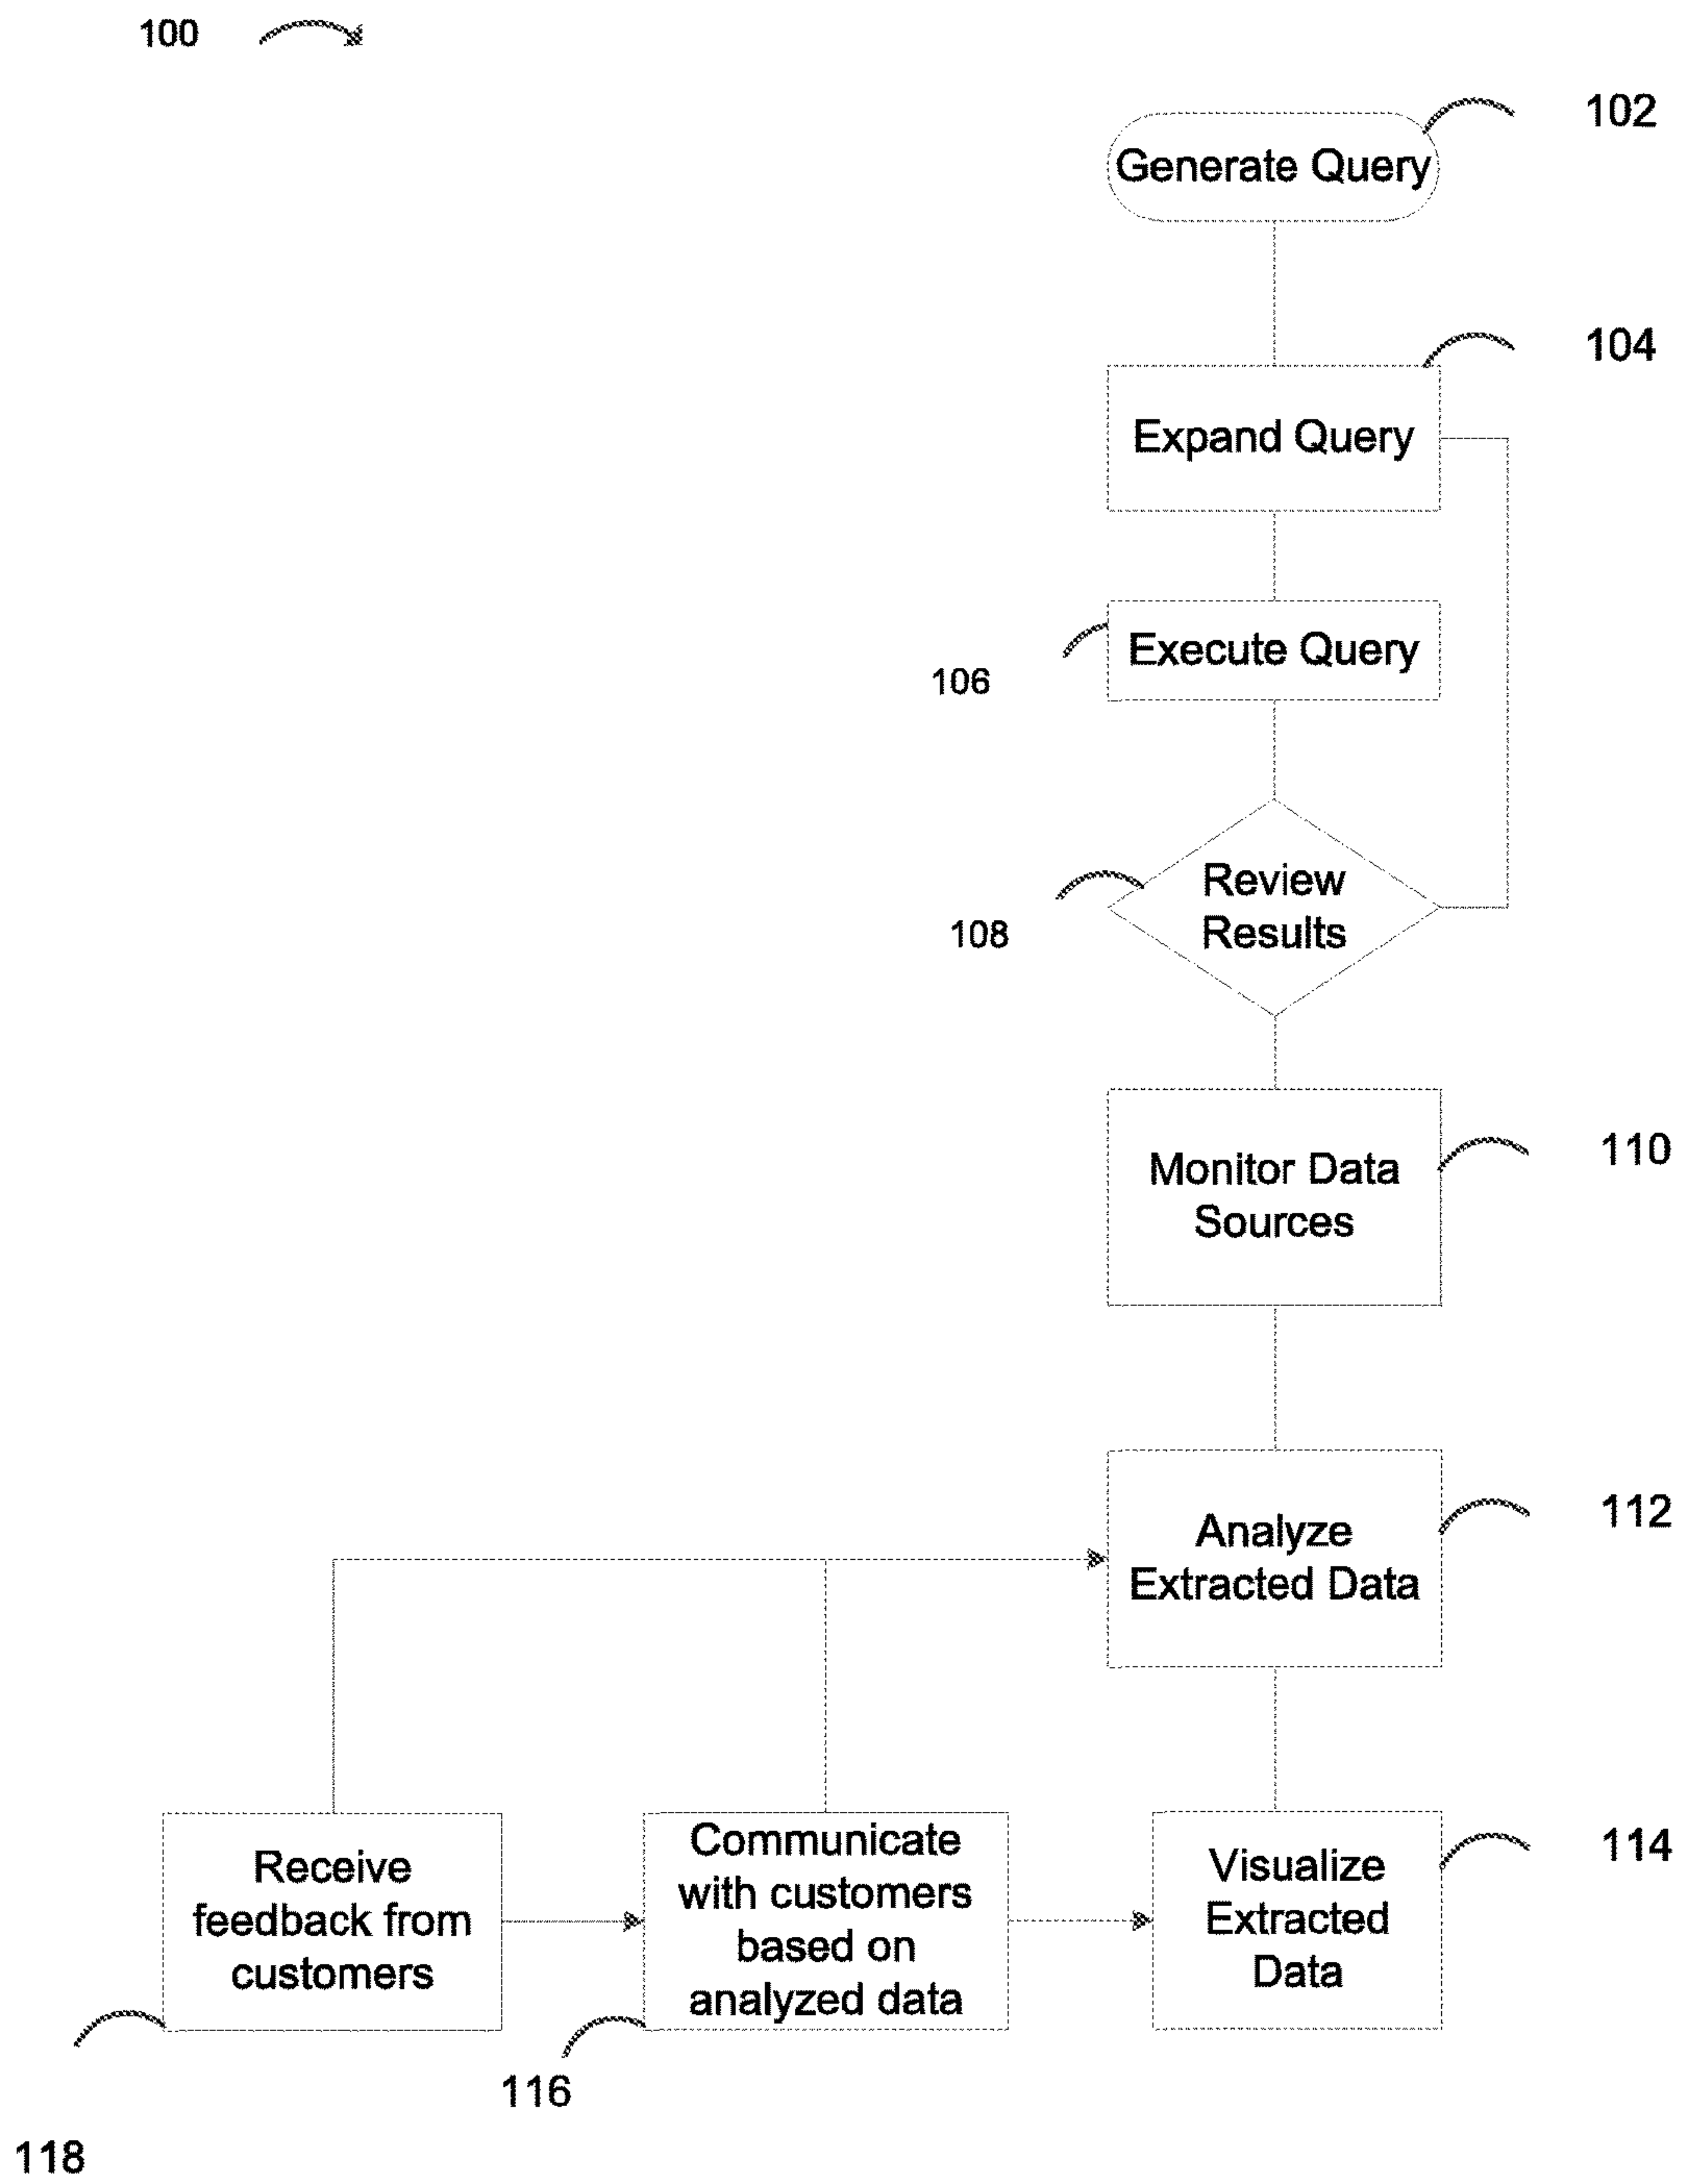 100
102
Generate Query
104
Expand Query
Execute Query
106
Review
Results
108
110
Monitor Data
Sources
112
Analyze
Extracted Data
114
Receive
feedback from
customers
Communicate
with customers
based on
analyzed data
Visualize
Extracted
Data
116
118